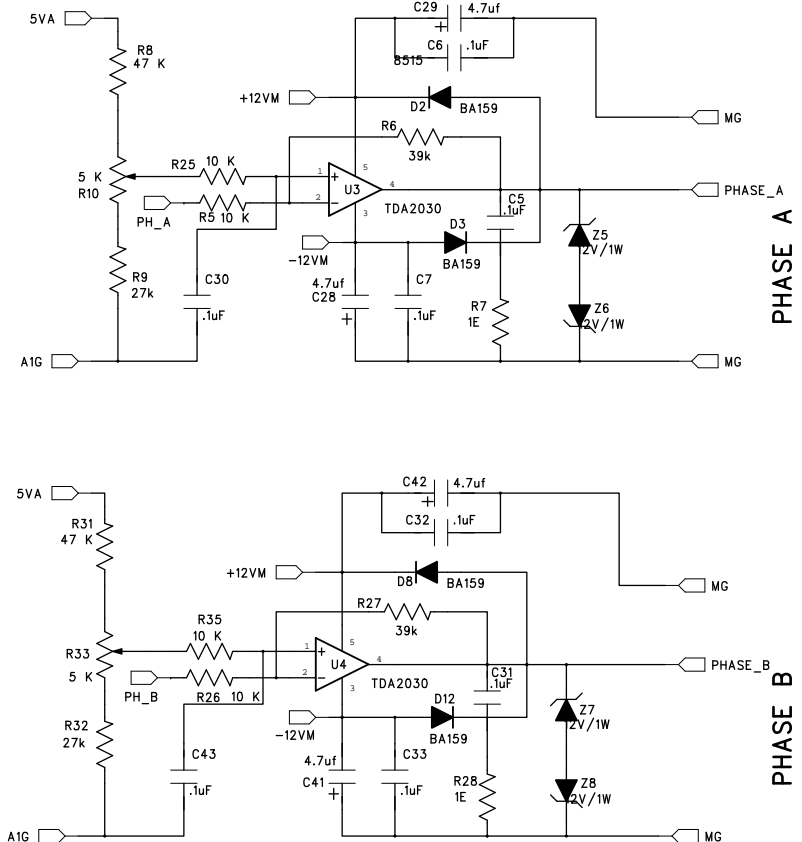 C29 4.7uf
5VA
C6 .1uF
8515
R8
47 K
+12VM
D2 BA159
MG
R6
39k
R25 10 K
5 K
R10
1 5
U3
4
PHASE_A
2
3
TDA2030
PH_A
R5 10 K
C5
.1uF
D3
BA159
-12VM
Z5
2V/1W
R9
27k
C30
.1uF
4.7uf
C28
C7
.1uF
R7
1E
Z6
2V/1W
A1G
MG
PHASE A
C42 4.7uf
5VA
C32 .1uF
R31
47 K
+12VM
D8 BA159
MG
R27
39k
R35
10 K
R33
5 K
1 5
U4
4
PHASE_B
2
3
TDA2030
PH_B
R26 10 K
C31
.1uF
D12
BA159
-12VM
Z7
2V/1W
R32
27k
C43
.1uF
4.7uf
C41
C33
.1uF
R28
1E
Z8
2V/1W
A1G
MG
PHASE B